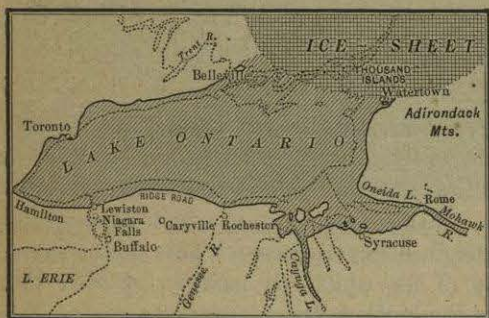 ICE - SHEET
Trent R.
Belleville
THOUSAND
ISLANDS
Watertown
Adirondack
Mts.
Toronto
LAKE ONTARIO
Oneida L.
Rome
Mohawk
R.
Hamilton
Lewiston
RIDGE ROAD
Niagara
Falls
Caryville
Rochester
Buffalo
Syracuse
L. ERIE
Genesee R.
Cayuga L.